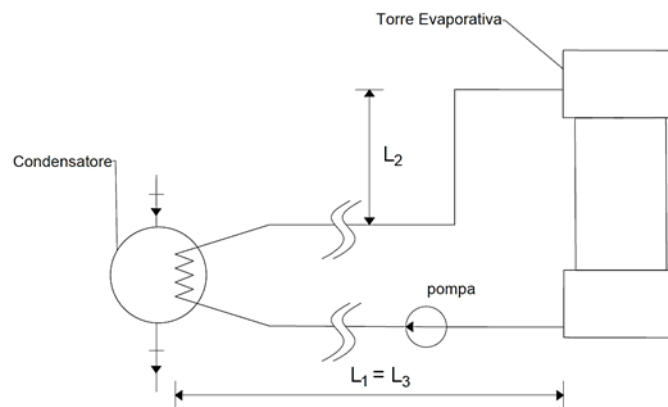 Torre Evaporativa
L₂
Condensatore
pompa
L₁ = L₃